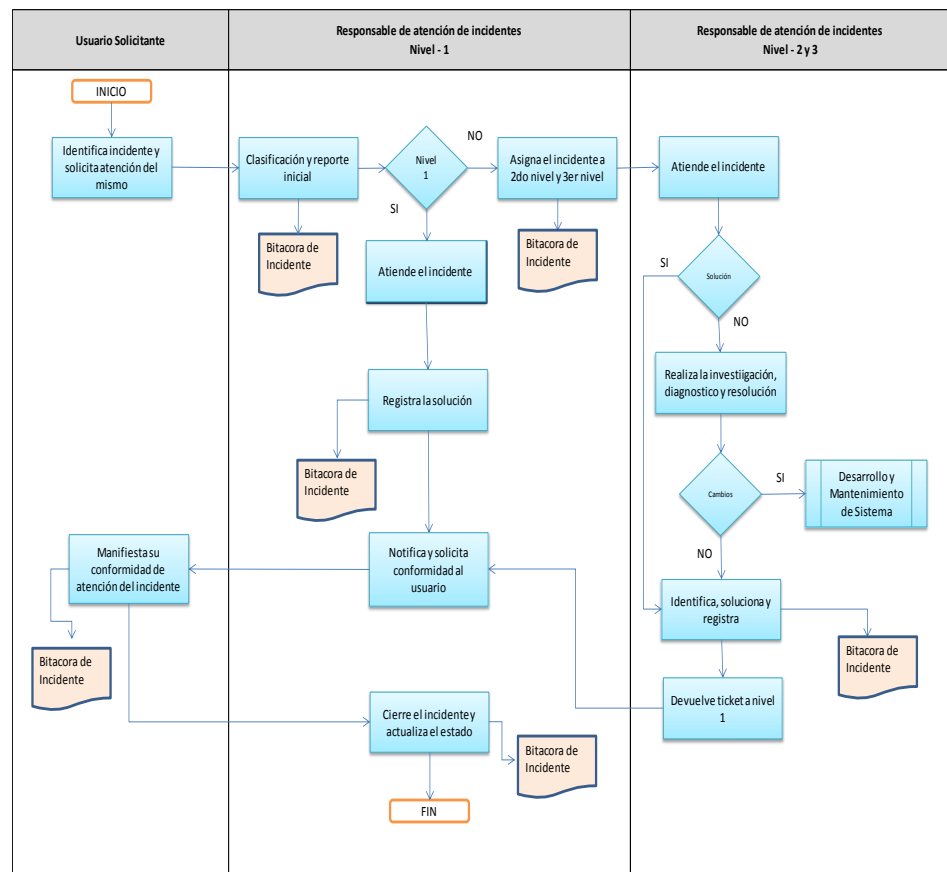 Usuario Solicitante
Responsable de atención de incidentes
Nivel - 1
Responsable de atención de incidentes
Nivel - 2 y 3
INICIO
Identifica incidente y
solicita atención del
mismo
Clasificación y reporte
inicial
Nivel
1
NO
SI
Asigna el incidente a
2do nivel y 3er nivel
Atiende el incidente
Bitacora de
Incidente
Atiende el incidente
Bitacora de
Incidente
SI
Solución
NO
Registra la solución
Realiza la investiigación,
diagnostico y resolución
Bitacora de
Incidente
Cambios
SI
Desarrollo y
Mantenimiento
de Sistema
NO
Manifiesta su
conformidad de
atención del incidente
Notifica y solicita
conformidad al
usuario
Identifica, soluciona y
registra
Bitacora de
Incidente
Bitacora de
Incidente
Devuelve ticket a nivel
1
Cierre el incidente y
actualiza el estado
Bitacora de
Incidente
FIN